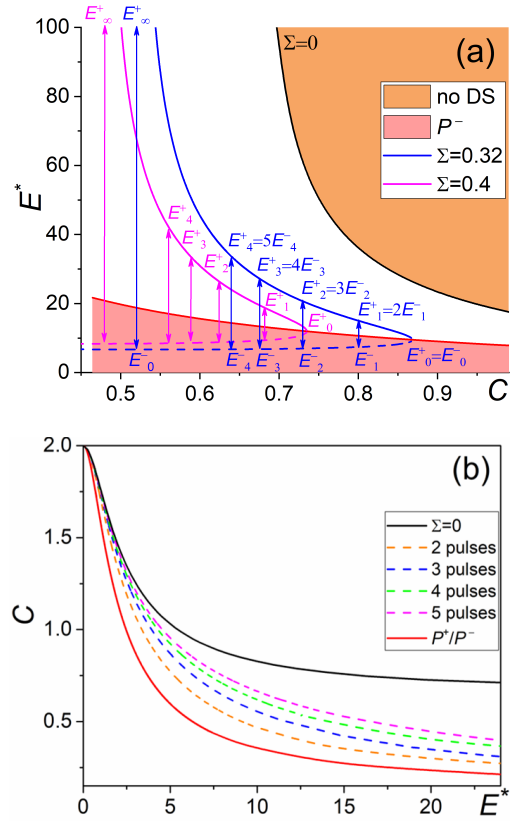 E⁺∞ E⁺∞
100
Σ=0
(a)
no DS
P⁻
Σ=0.32
Σ=0.4
80
60
E*
40
E⁺₄
E⁺₃
E⁺₂
E⁺₄=5E⁻₄
E⁺₃=4E⁻₃
E⁺₂=3E⁻₂
20
E⁺₁
E⁺₁=2E⁻₁
E⁺₀
0
E⁻₀ E⁻₄ E⁻₃ E⁻₂ E⁻₁ E⁺₀=E⁻₀
0.5 0.6 0.7 0.8 0.9 C
2.0
(b)
Σ=0
2 pulses
3 pulses
4 pulses
5 pulses
P⁺/P⁻
1.5
C
1.0
0.5
0 5 10 15 20 E*